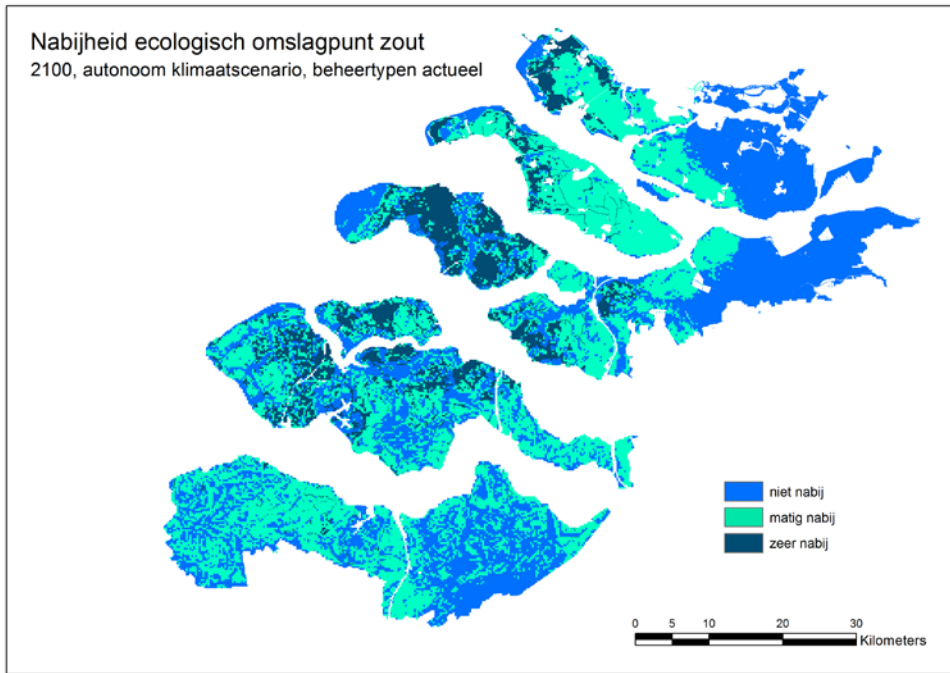 Nabijheid ecologisch omslagpunt zout
2100, autonoom klimaatscenario, beheertypen actueel
niet nabij
matig nabij
zeer nabij
0 5 10 20 30
Kilometers